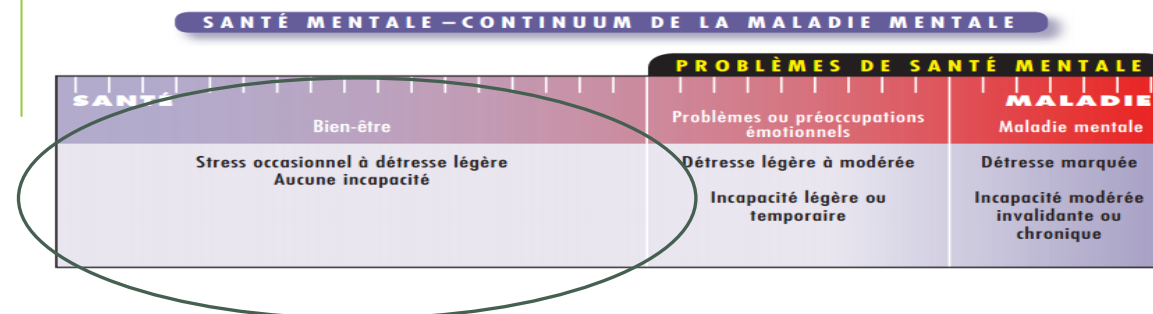 SANTÉ MENTALE – CONTINUUM DE LA MALADIE MENTALE
PROBLÈMES DE SANTÉ MENTALE
SANTÉ
MALADIE
Bien-être
Problèmes ou préoccupations
émotionnels
Maladie mentale
Stress occasionnel à détresse légère
Aucune incapacité
Détresse légère à modérée
Incapacité légère ou
temporaire
Détresse marquée
Incapacité modérée
invalidante ou
chronique